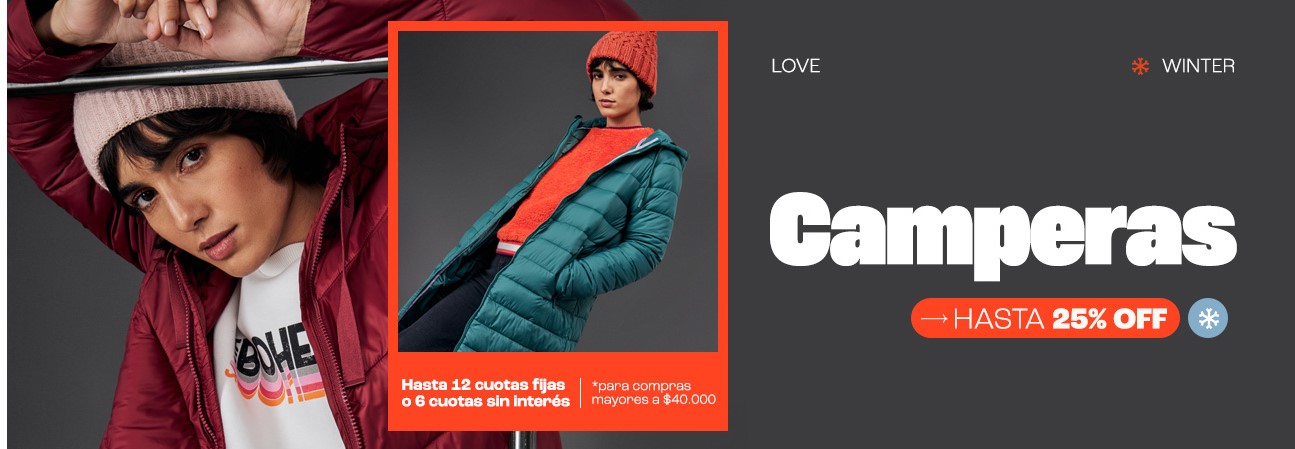 LOVE
WINTER
Camperas
→ HASTA 25% OFF
Hasta 12 cuotas fijas
o 6 cuotas sin interés
*para compras
mayores a $40.000
BOHE